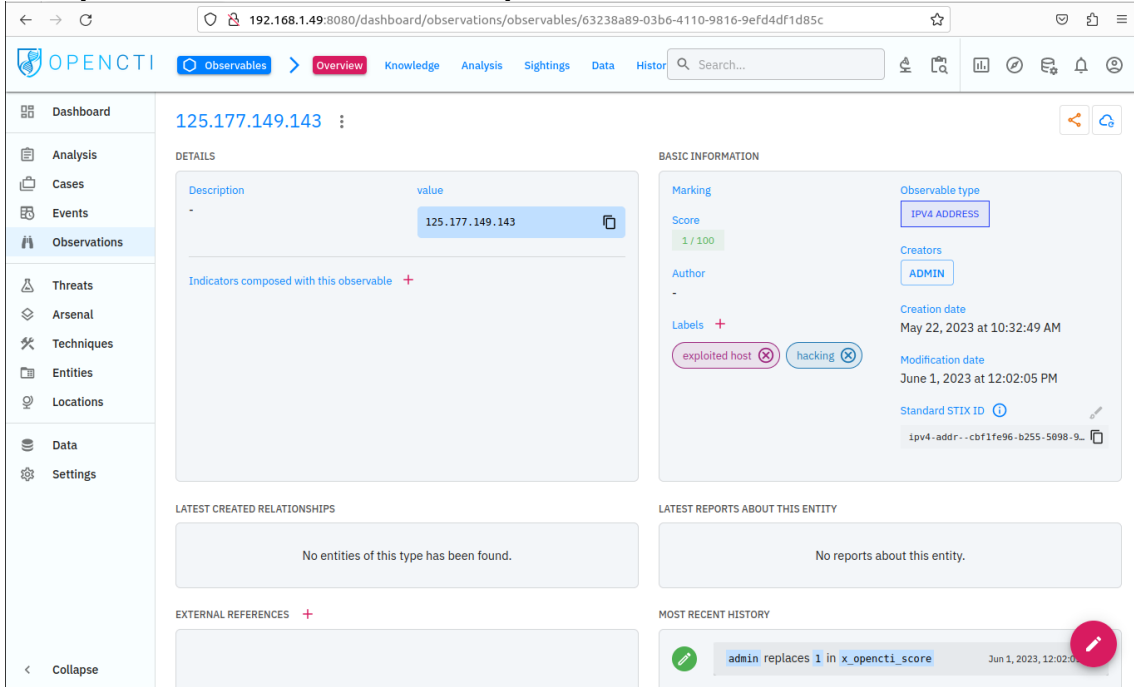 192.168.1.49:8080/dashboard/observations/observables/63238a89-03b6-4110-9816-9efd4df1d85c
OPENCTI
Observables
Overview
Knowledge
Analysis
Sightings
Data
Histor
Search...
Dashboard
Analysis
Cases
Events
Observations
Threats
Arsenal
Techniques
Entities
Locations
Data
Settings
Collapse
125.177.149.143
DETAILS
Description
-
value
125.177.149.143
Indicators composed with this observable
BASIC INFORMATION
Marking
Score
1 / 100
Author
-
Labels
exploited host
hacking
Observable type
IPV4 ADDRESS
Creators
ADMIN
Creation date
May 22, 2023 at 10:32:49 AM
Modification date
June 1, 2023 at 12:02:05 PM
Standard STIX ID
ipv4-addr--cbf1fe96-b255-5098-9…
LATEST CREATED RELATIONSHIPS
No entities of this type has been found.
LATEST REPORTS ABOUT THIS ENTITY
No reports about this entity.
EXTERNAL REFERENCES
MOST RECENT HISTORY
admin replaces 1 in x_opencti_score
Jun 1, 2023, 12:02:0